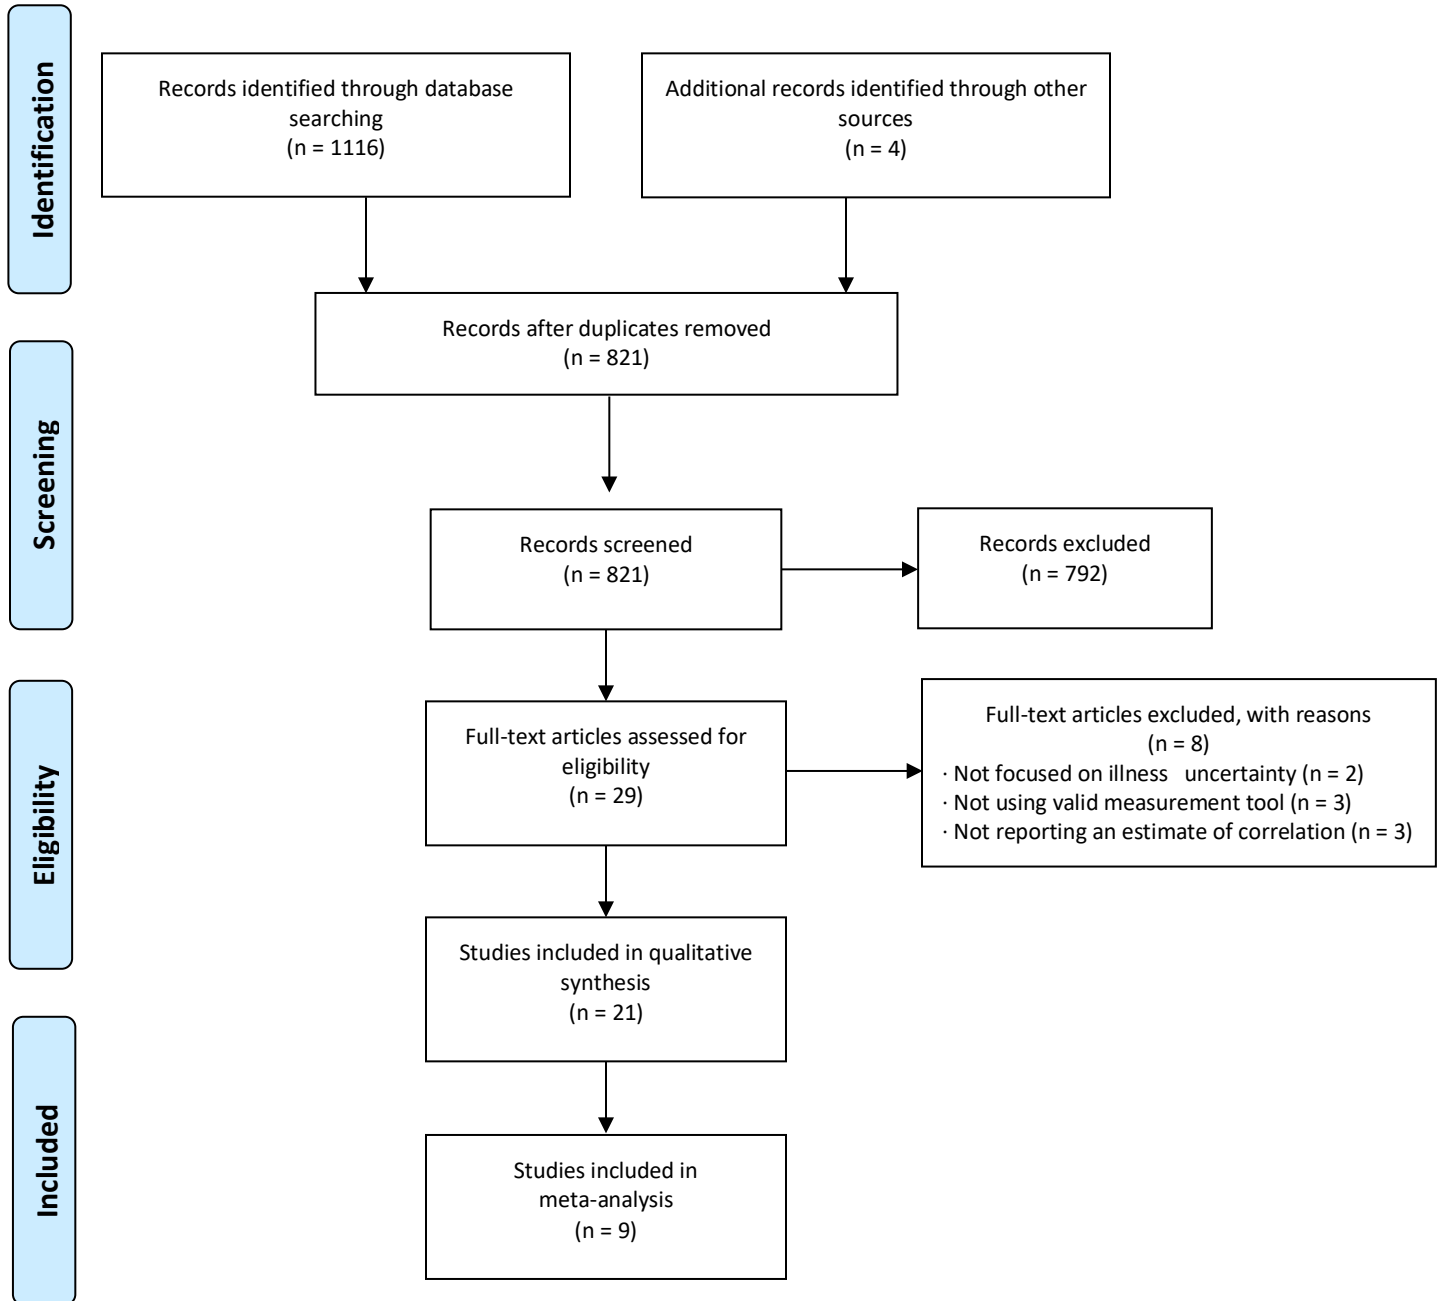 Identification
Records identified through database
searching
(n = 1116)
Additional records identified through other
sources
(n = 4)
Records after duplicates removed
(n = 821)
Screening
Records screened
(n = 821)
Records excluded
(n = 792)
Eligibility
Full-text articles assessed for
eligibility
(n = 29)
Full-text articles excluded, with reasons
(n = 8)
· Not focused on illness uncertainty (n = 2)
· Not using valid measurement tool (n = 3)
· Not reporting an estimate of correlation (n = 3)
Studies included in qualitative
synthesis
(n = 21)
Included
Studies included in
meta-analysis
(n = 9)